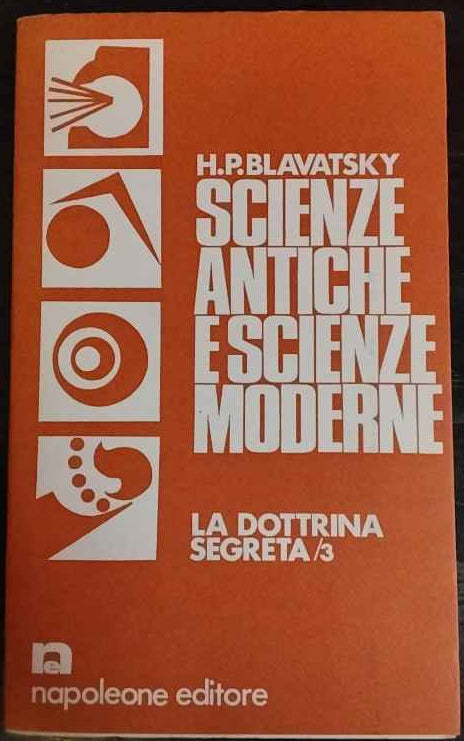 H.P. BLAVATSKY
SCIENZE
ANTICHE
E SCIENZE
MODERNE
LA DOTTRINA
SEGRETA/3
ne
napoleone editore